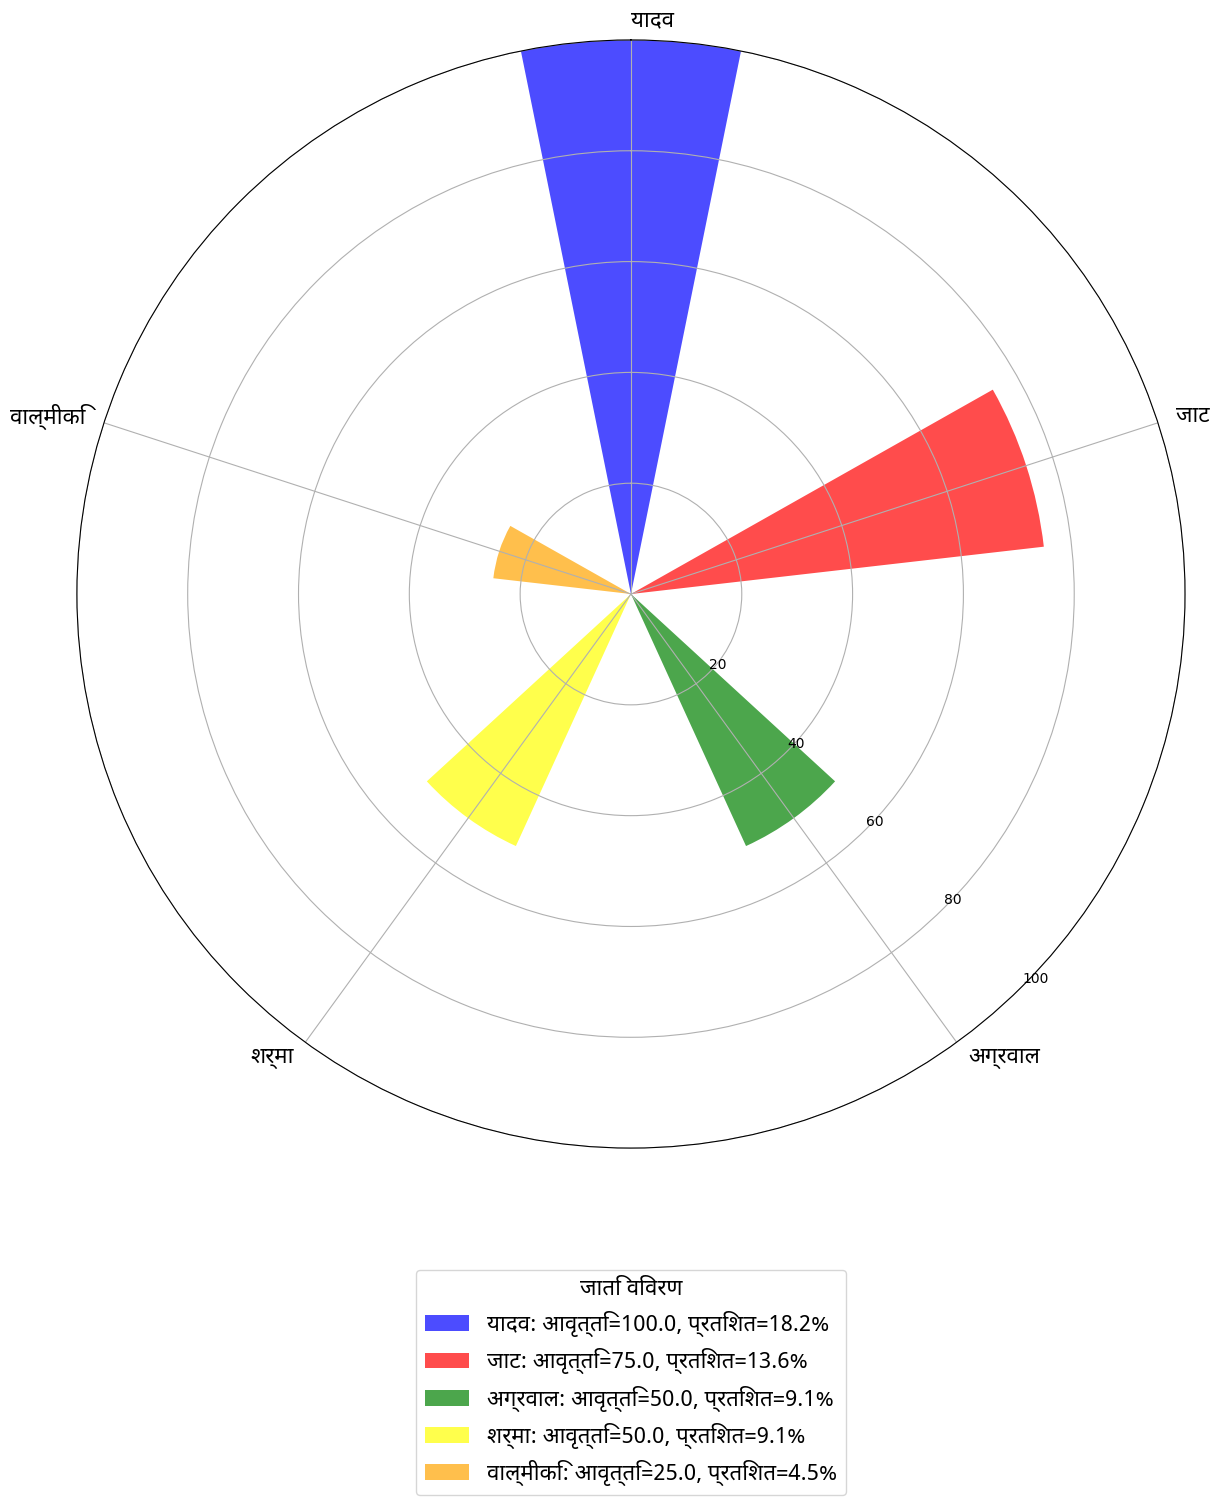 यादव
जाट
वाल्मीकि
20
40
60
80
100
शर्मा
अग्रवाल
जाति विवरण
यादव: आवृत्ति=100.0, प्रतिशत=18.2%
जाट: आवृत्ति=75.0, प्रतिशत=13.6%
अग्रवाल: आवृत्ति=50.0, प्रतिशत=9.1%
शर्मा: आवृत्ति=50.0, प्रतिशत=9.1%
वाल्मीकि: आवृत्ति=25.0, प्रतिशत=4.5%